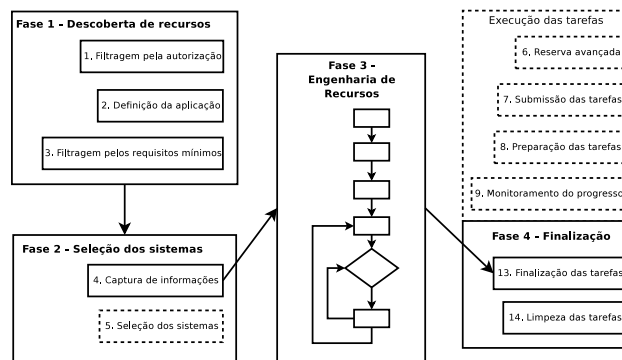 Fase 1 – Descoberta de recursos
1. Filtragem pela autorização
2. Definição da aplicação
3. Filtragem pelos requisitos mínimos
Fase 2 – Seleção dos sistemas
4. Captura de informações
5. Seleção dos sistemas
Fase 3 –
Engenharia de
Recursos
Execução das tarefas
6. Reserva avançada
7. Submissão das tarefas
8. Preparação das tarefas
9. Monitoramento do progresso
Fase 4 – Finalização
13. Finalização das tarefas
14. Limpeza das tarefas